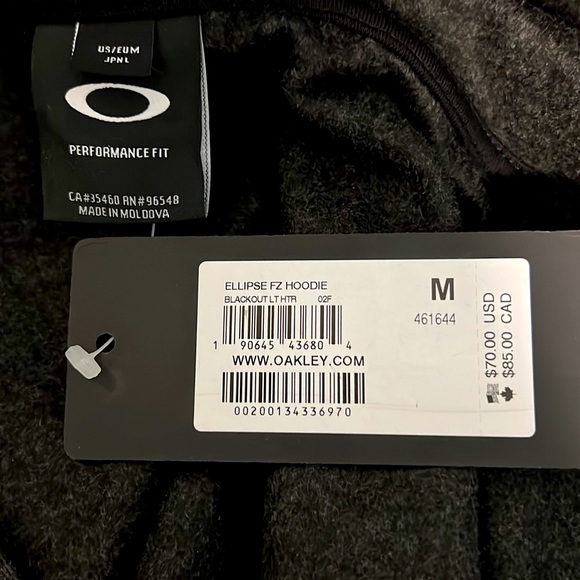 US/EUM
JPN L
PERFORMANCE FIT
CA#35460 RN#96548
MADE IN MOLDOVA
ELLIPSE FZ HOODIE
BLACKOUT LT HTR 02F
M
461644
1 90645 43680 4
WWW.OAKLEY.COM
00200134336970
$70.00 USD
$85.00 CAD